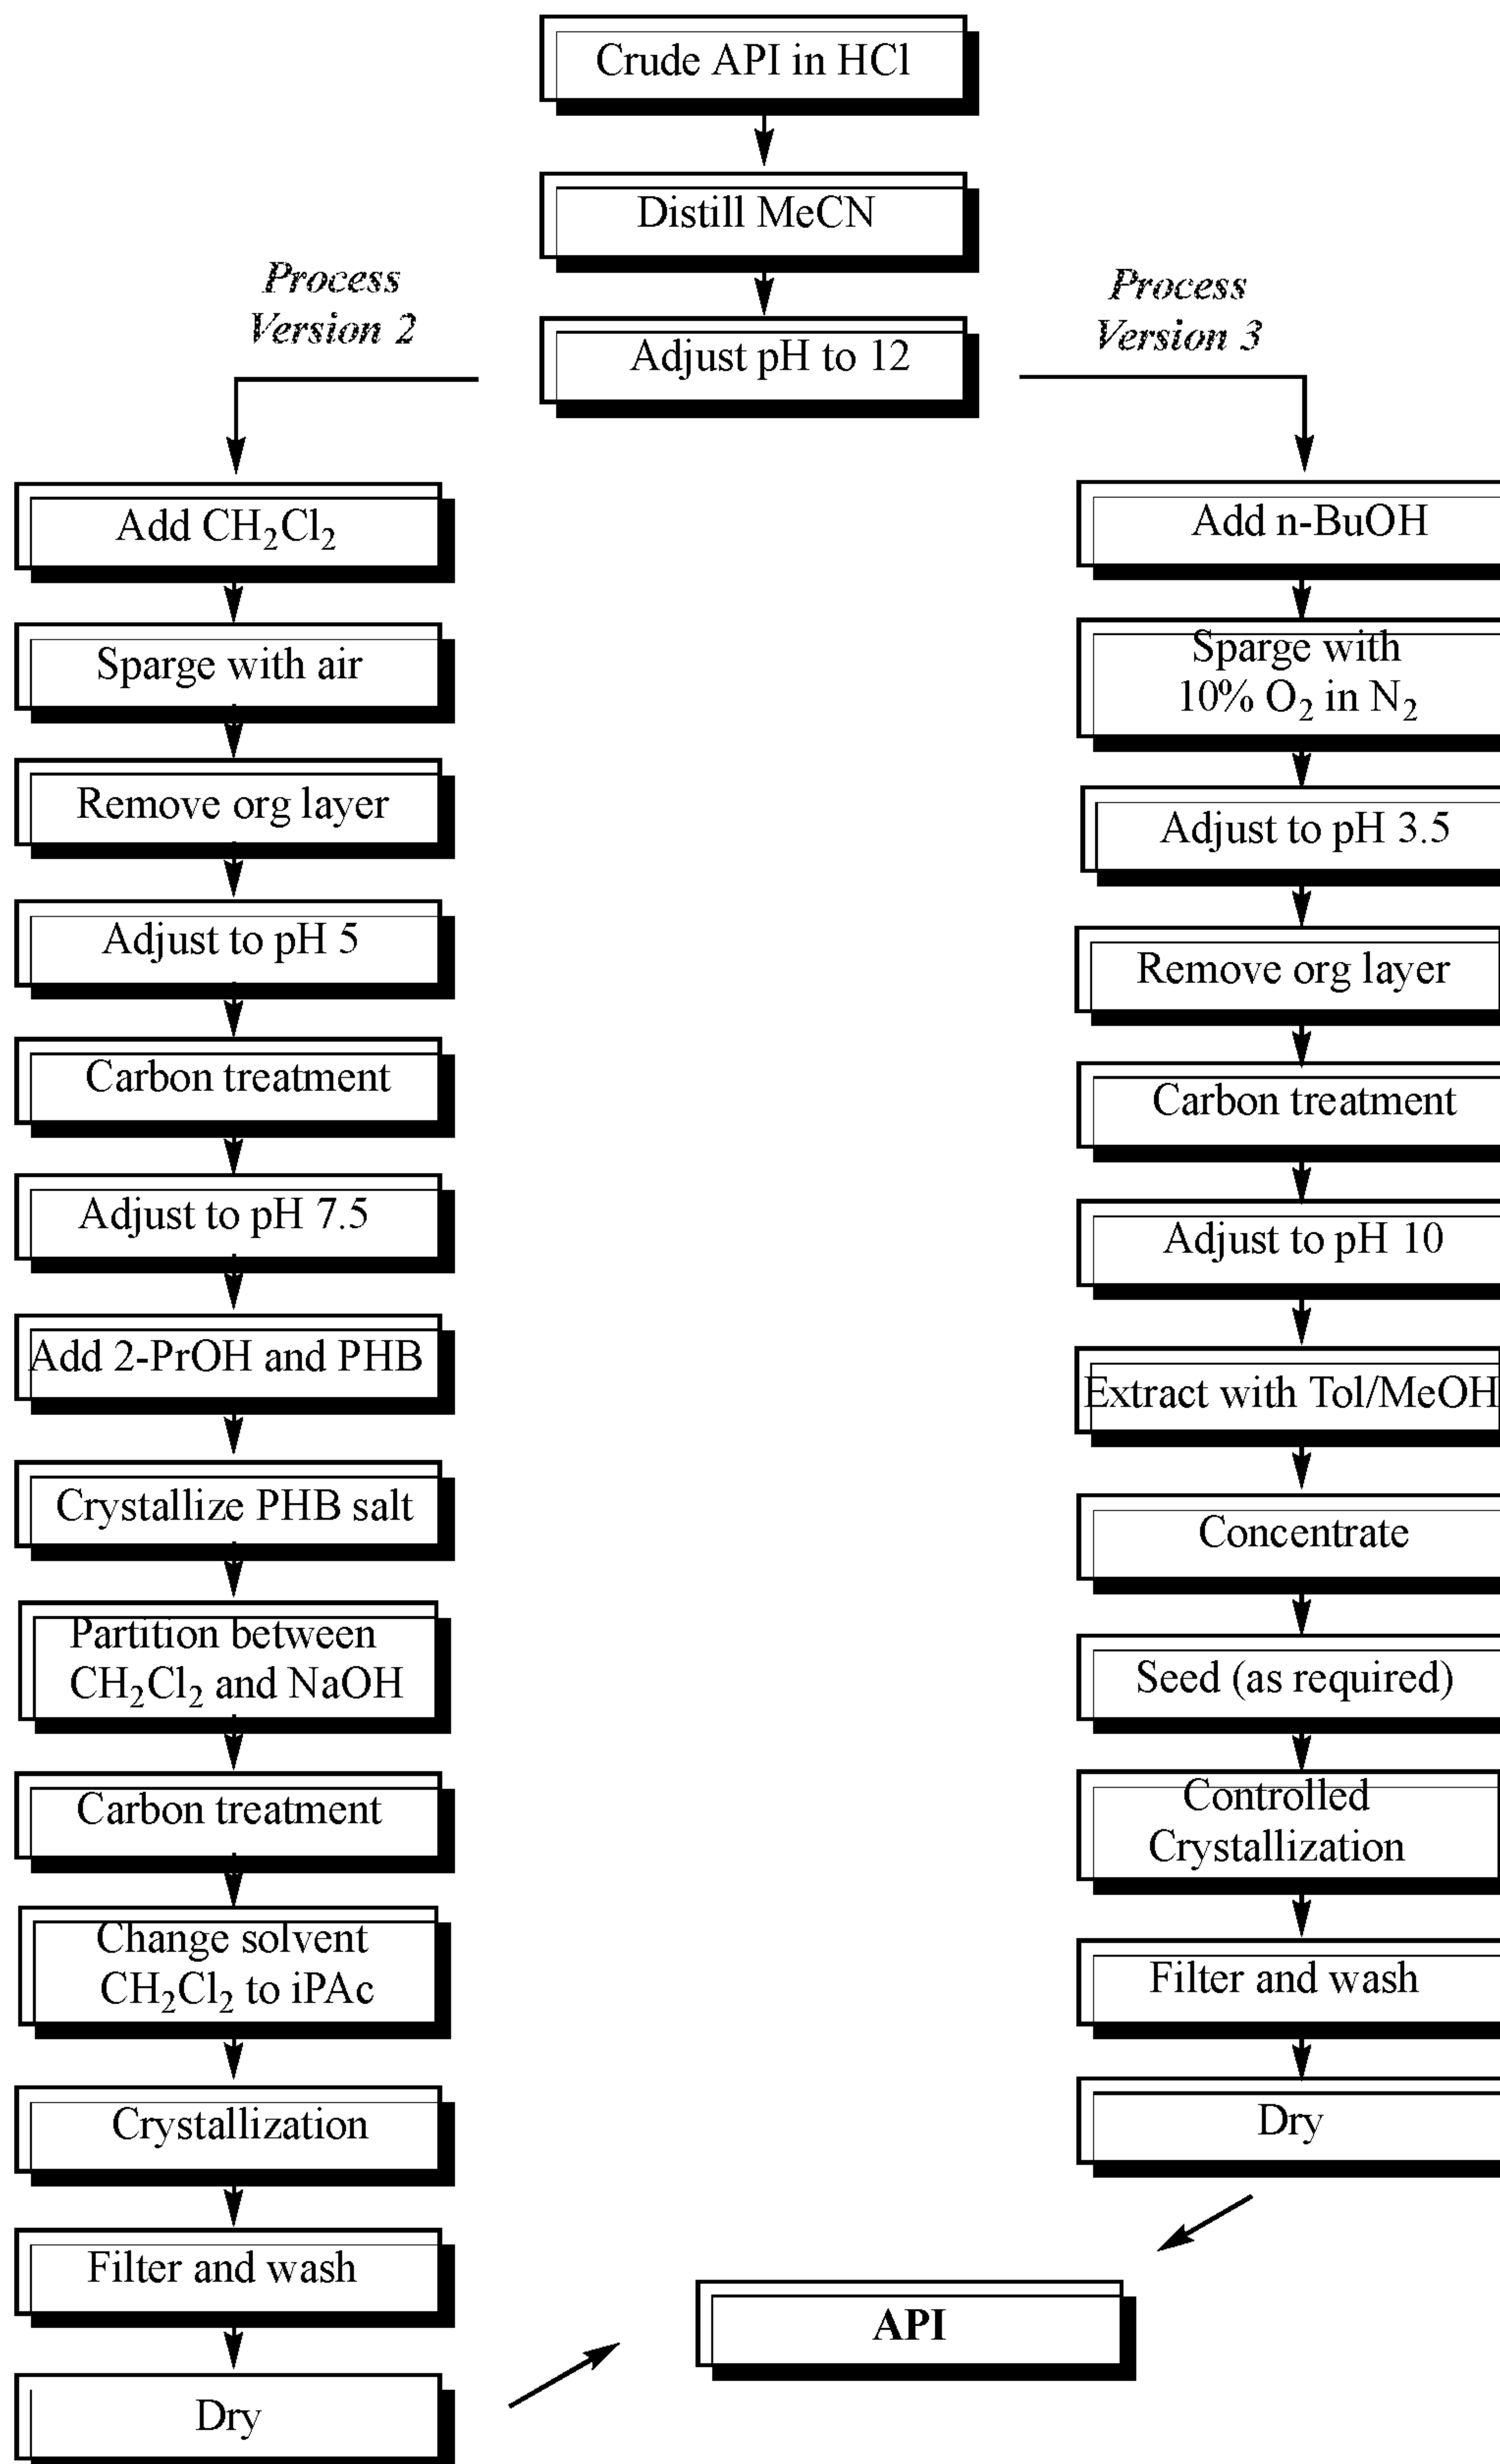 Crude API in HCl
Distill MeCN
Adjust pH to 12
Process
Version 2
Add CH₂Cl₂
Sparge with air
Remove org layer
Adjust to pH 5
Carbon treatment
Adjust to pH 7.5
Add 2-PrOH and PHB
Crystallize PHB salt
Partition between
CH₂Cl₂ and NaOH
Carbon treatment
Change solvent
CH₂Cl₂ to iPAc
Crystallization
Filter and wash
Dry
Process
Version 3
Add n-BuOH
Sparge with
10% O₂ in N₂
Adjust to pH 3.5
Remove org layer
Carbon treatment
Adjust to pH 10
Extract with Tol/MeOH
Concentrate
Seed (as required)
Controlled
Crystallization
Filter and wash
Dry
API